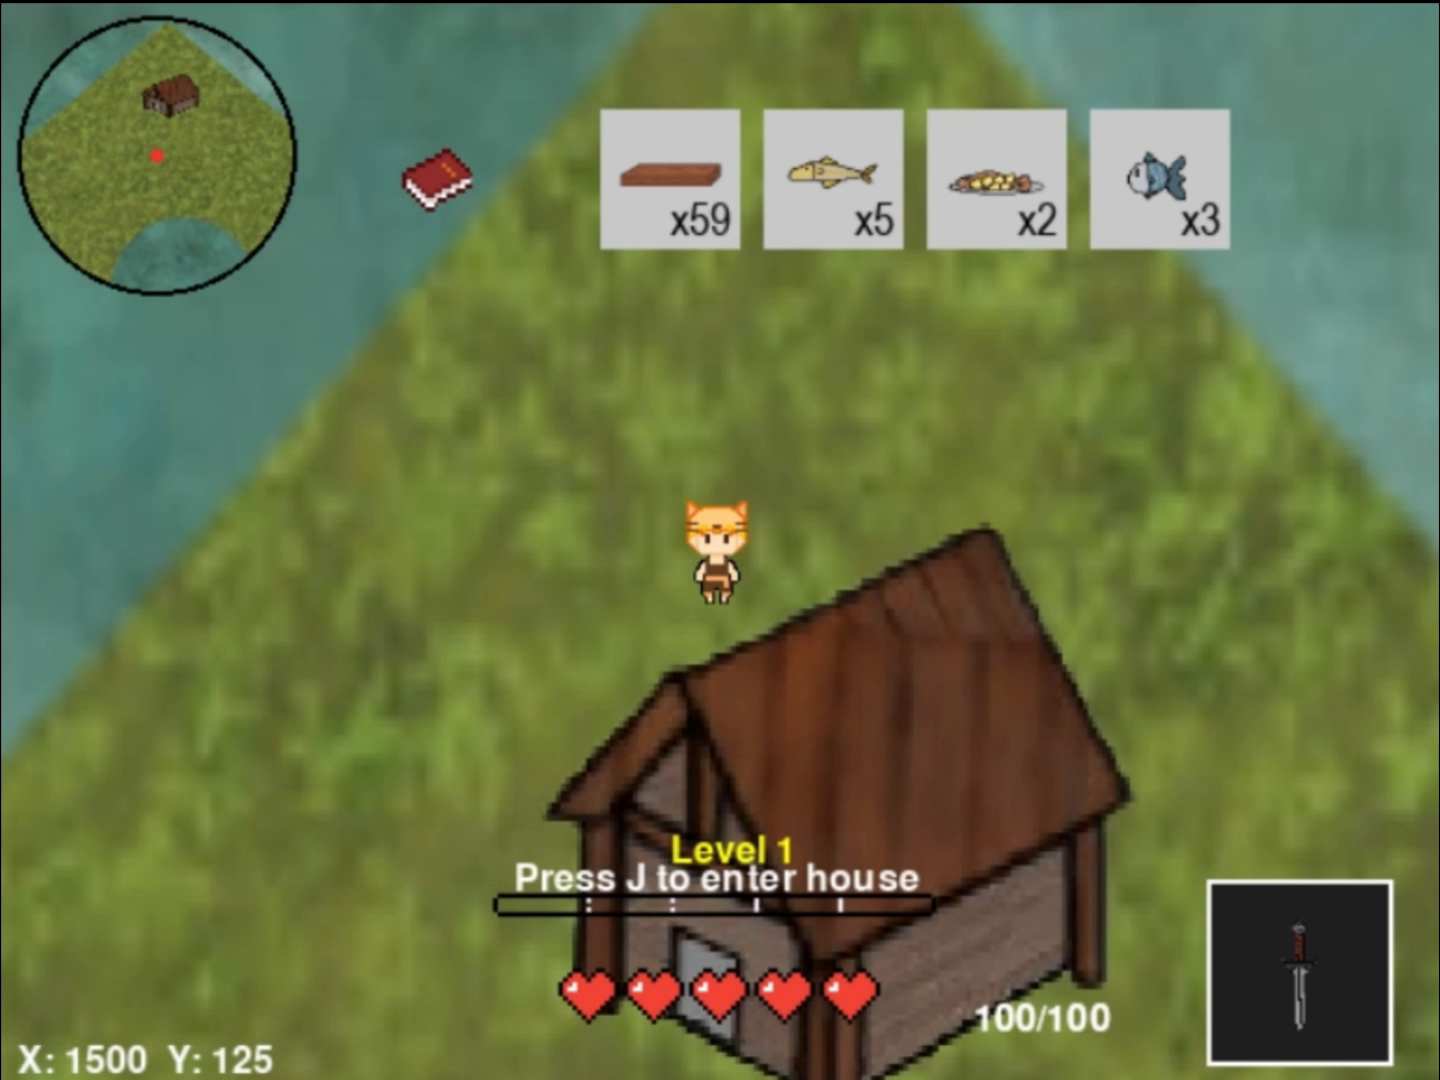 x59
x5
x2
x3
Level 1
Press J to enter house
100/100
X: 1500 Y: 125